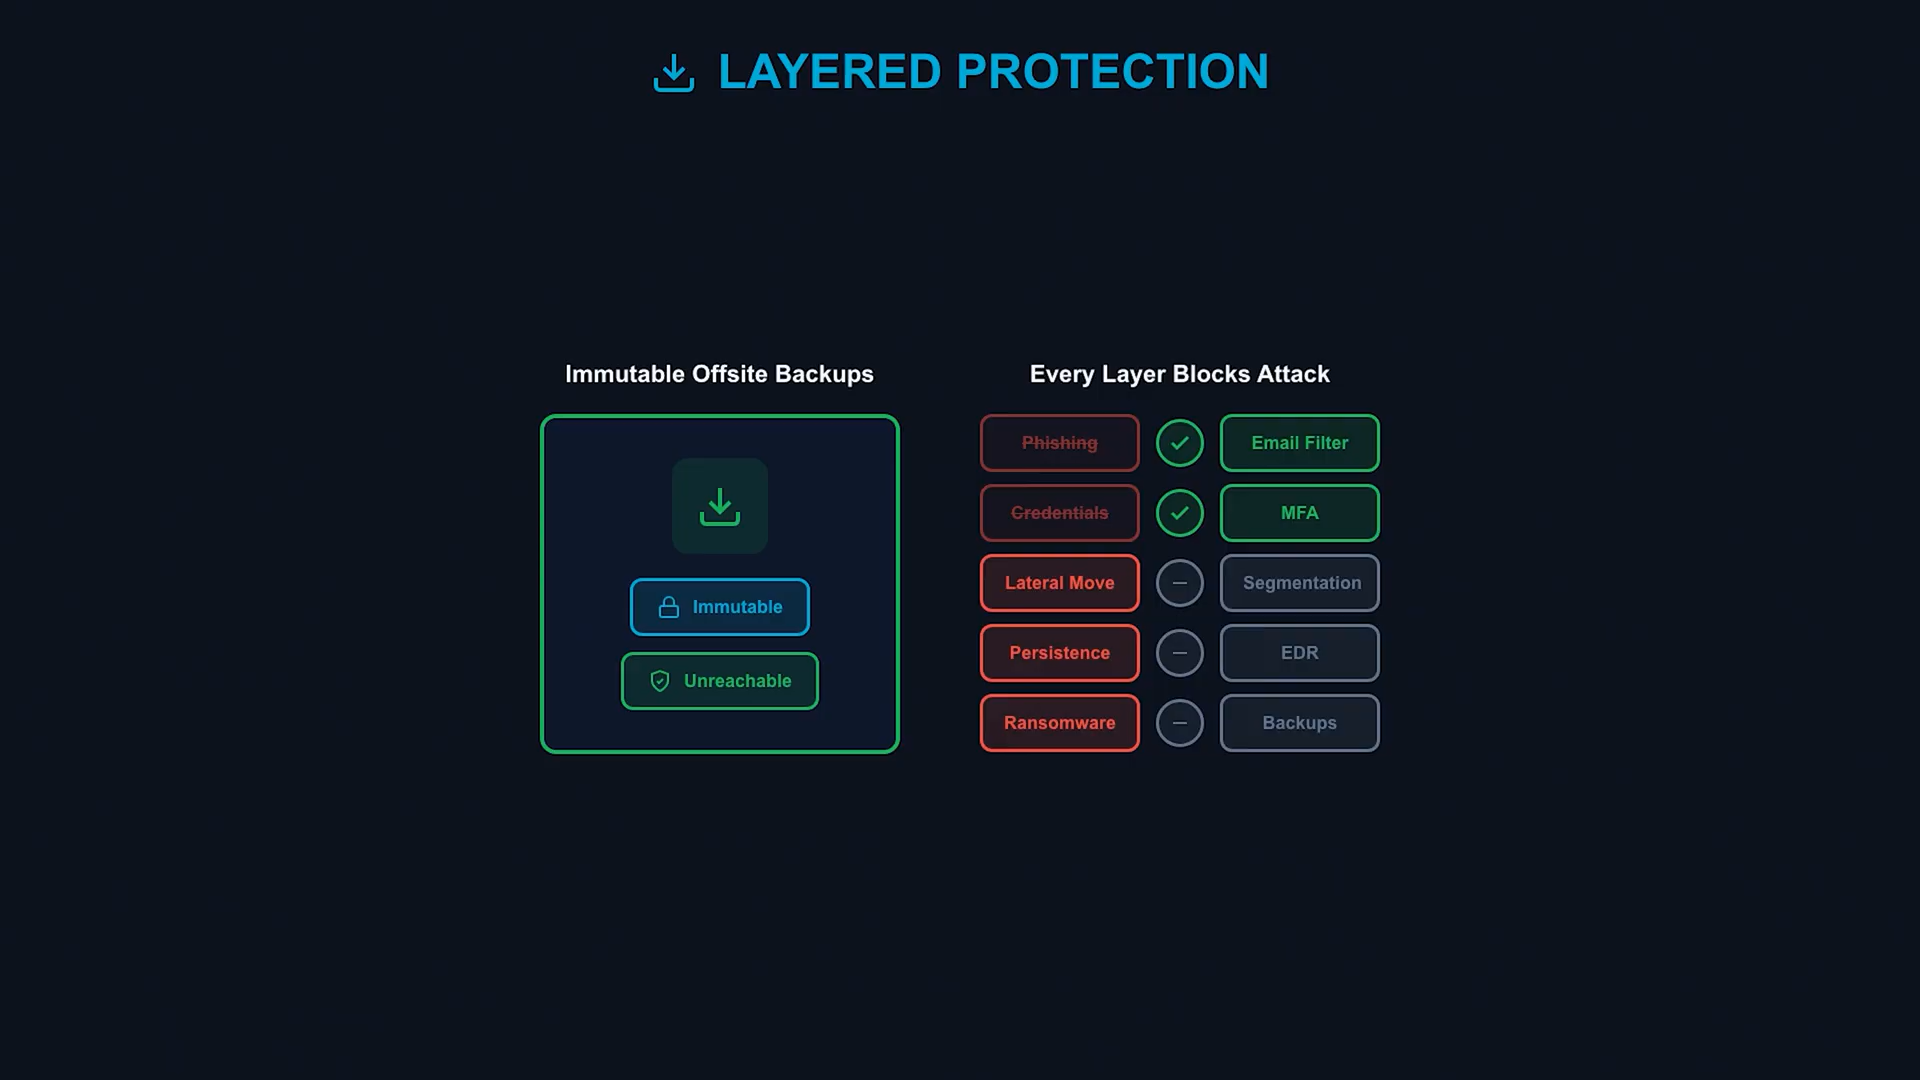 LAYERED PROTECTION
Immutable Offsite Backups
Immutable
Unreachable
Every Layer Blocks Attack
Phishing
Email Filter
Credentials
MFA
Lateral Move
Segmentation
Persistence
EDR
Ransomware
Backups